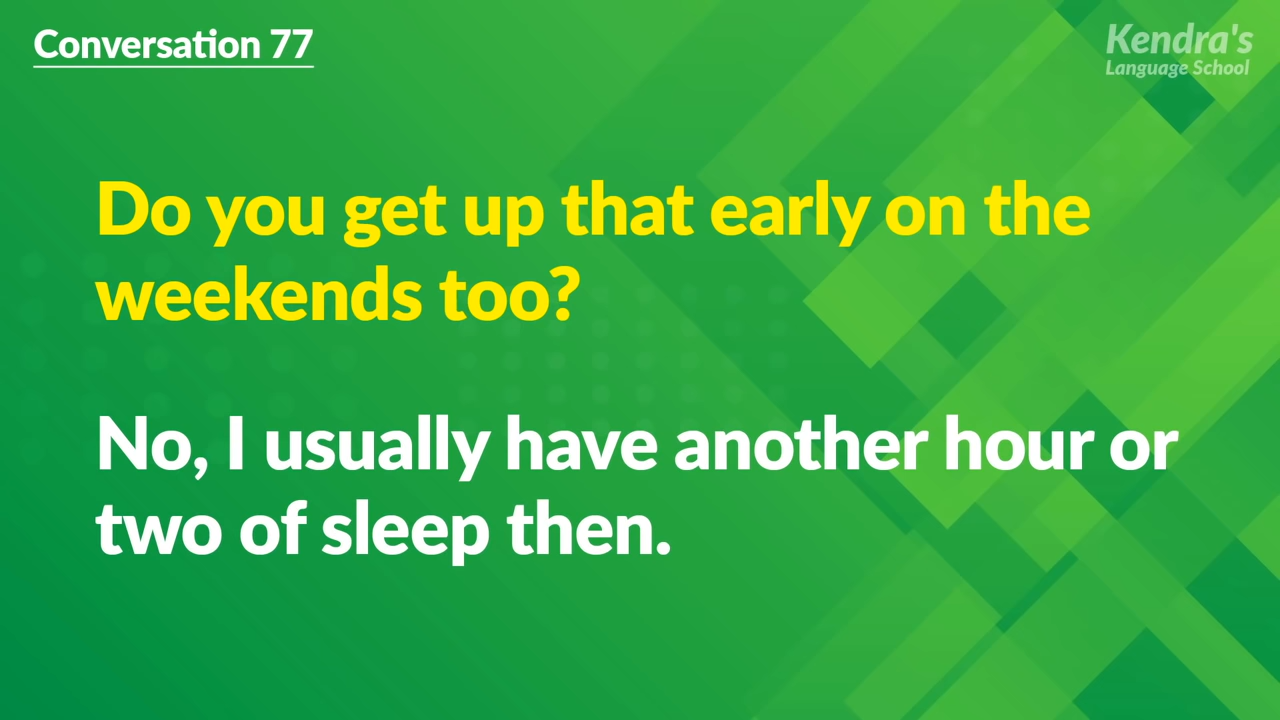 Conversation 77
Kendra's
Language School
Do you get up that early on the
weekends too?
No, I usually have another hour or
two of sleep then.